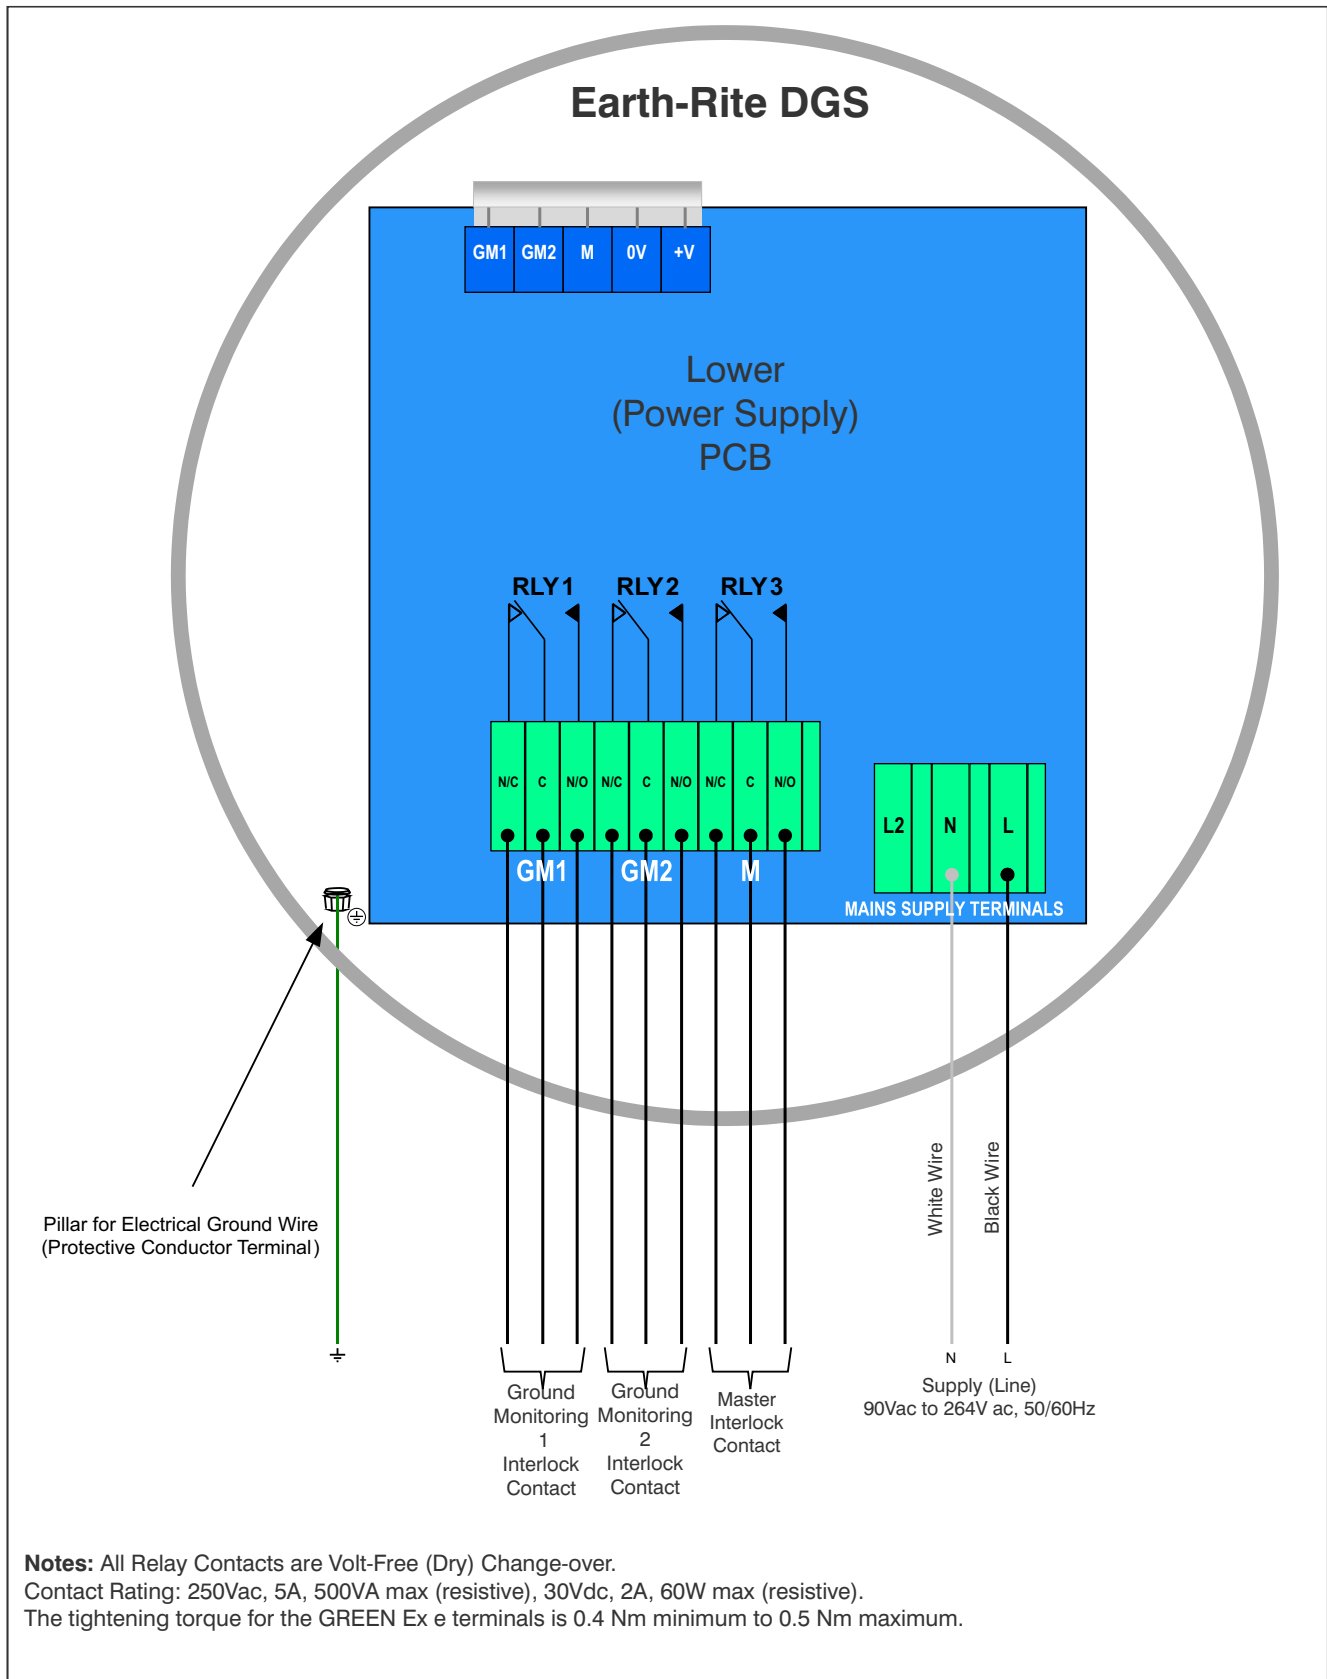 Earth-Rite DGS
GM1 GM2 M 0V +V
Lower
(Power Supply)
PCB
RLY1 RLY2 RLY3
N/C C N/O N/C C N/O N/C C N/O
L2 N L
GM1 GM2 M
MAINS SUPPLY TERMINALS
White Wire
Black Wire
Pillar for Electrical Ground Wire
(Protective Conductor Terminal)
N L
Supply (Line)
90Vac to 264V ac, 50/60Hz
Ground
Monitoring
1
Interlock
Contact
Ground
Monitoring
2
Interlock
Contact
Master
Interlock
Contact
Notes: All Relay Contacts are Volt-Free (Dry) Change-over.
Contact Rating: 250Vac, 5A, 500VA max (resistive), 30Vdc, 2A, 60W max (resistive).
The tightening torque for the GREEN Ex e terminals is 0.4 Nm minimum to 0.5 Nm maximum.